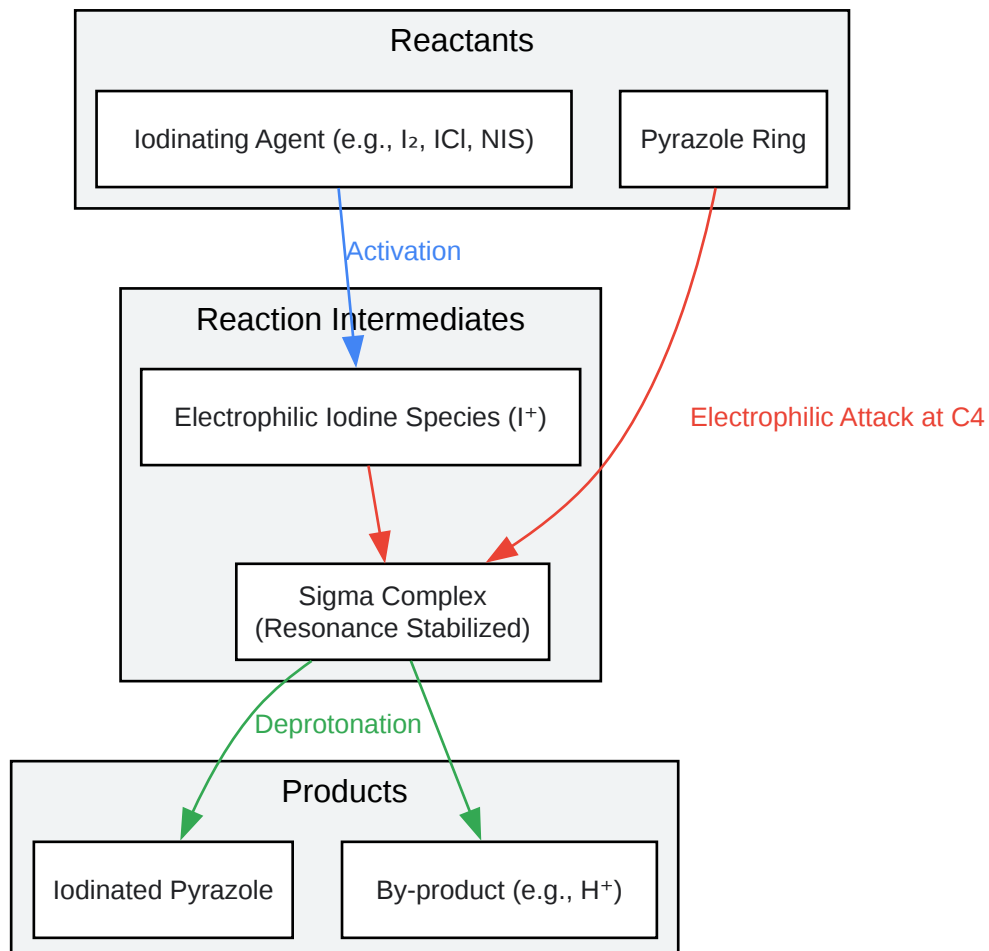 Reactants
Iodinating Agent (e.g., I₂, ICl, NIS)
Pyrazole Ring
Activation
Reaction Intermediates
Electrophilic Iodine Species (I⁺)
Electrophilic Attack at C4
Sigma Complex
(Resonance Stabilized)
Deprotonation
Products
Iodinated Pyrazole
By-product (e.g., H⁺)